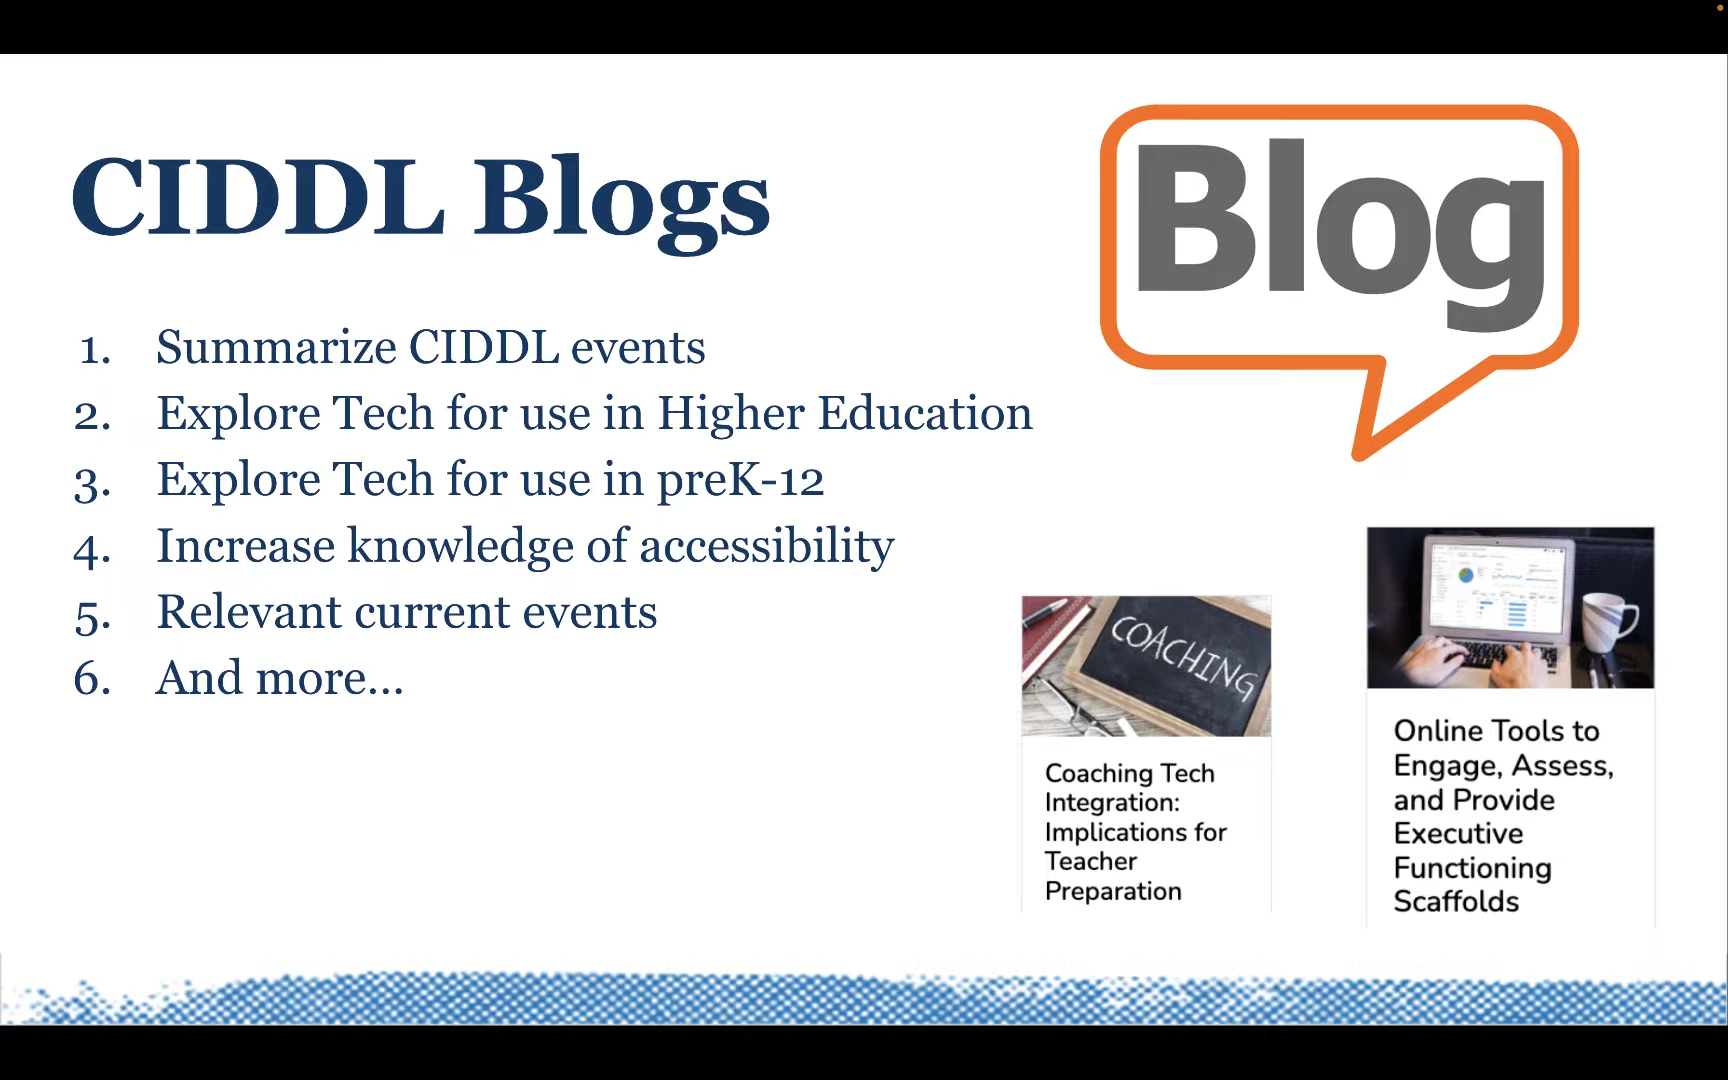 CIDDL Blogs
Blog
1. Summarize CIDDL events
2. Explore Tech for use in Higher Education
3. Explore Tech for use in preK-12
4. Increase knowledge of accessibility
5. Relevant current events
6. And more...
COACHING
Coaching Tech
Integration:
Implications for
Teacher
Preparation
Online Tools to
Engage, Assess,
and Provide
Executive
Functioning
Scaffolds